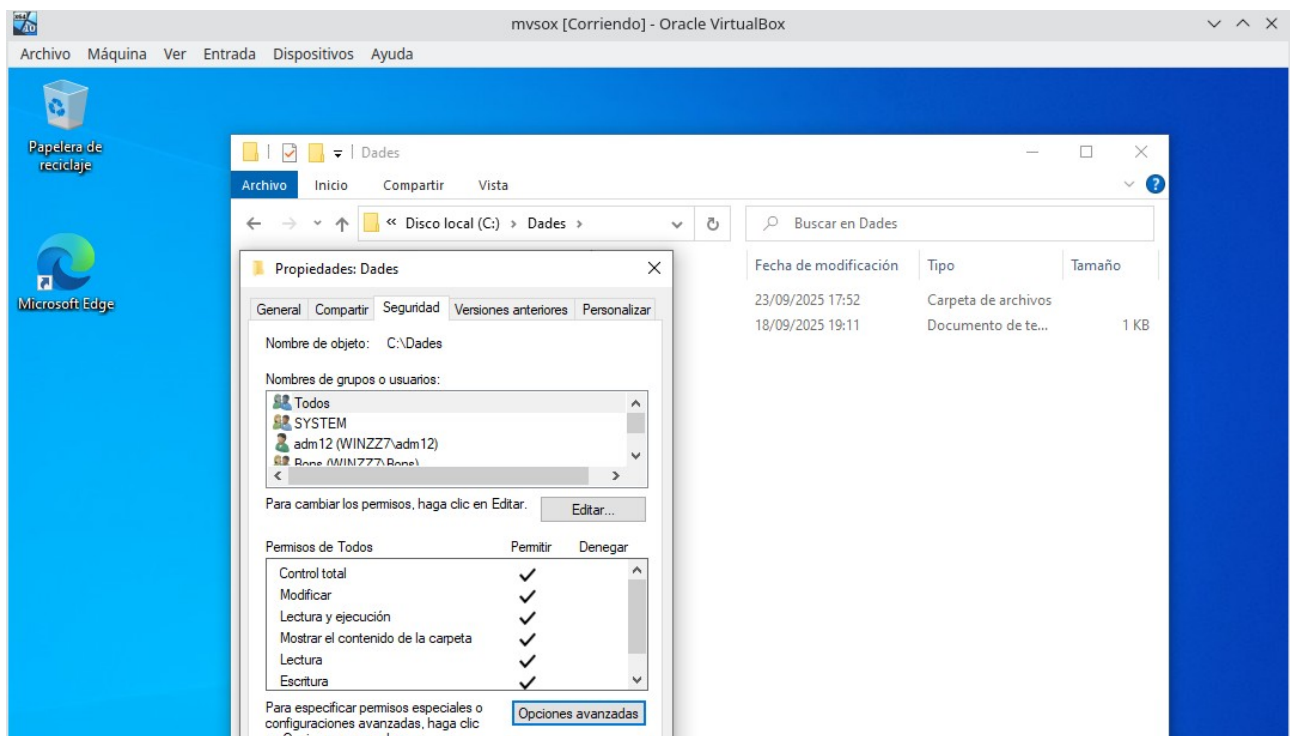 mvsox [Corriendo] - Oracle VirtualBox
Archivo Máquina Ver Entrada Dispositivos Ayuda
Papelera de
reciclaje
Microsoft Edge
Dades
Archivo Inicio Compartir Vista
« Disco local (C:) > Dades >
Buscar en Dades
Fecha de modificación Tipo Tamaño
23/09/2025 17:52 Carpeta de archivos
18/09/2025 19:11 Documento de te... 1 KB
Propiedades: Dades
General Compartir Seguridad Versiones anteriores Personalizar
Nombre de objeto: C:\Dades
Nombres de grupos o usuarios:
Todos
SYSTEM
adm12 (WINZZ7\adm12)
Bons (WINZZ7\Bons)
Para cambiar los permisos, haga clic en Editar. Editar...
Permisos de Todos Permitir Denegar
Control total
Modificar
Lectura y ejecución
Mostrar el contenido de la carpeta
Lectura
Escritura
Para especificar permisos especiales o
configuraciones avanzadas, haga clic
Opciones avanzadas